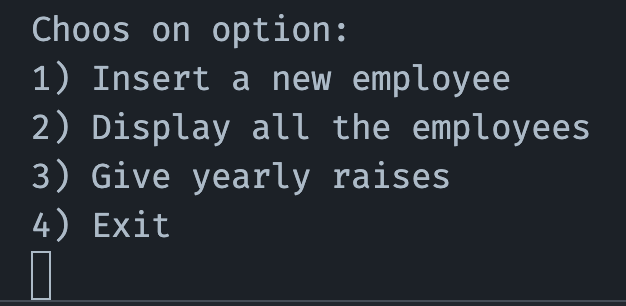 Choos on option:
1) Insert a new employee
2) Display all the employees
3) Give yearly raises
4) Exit